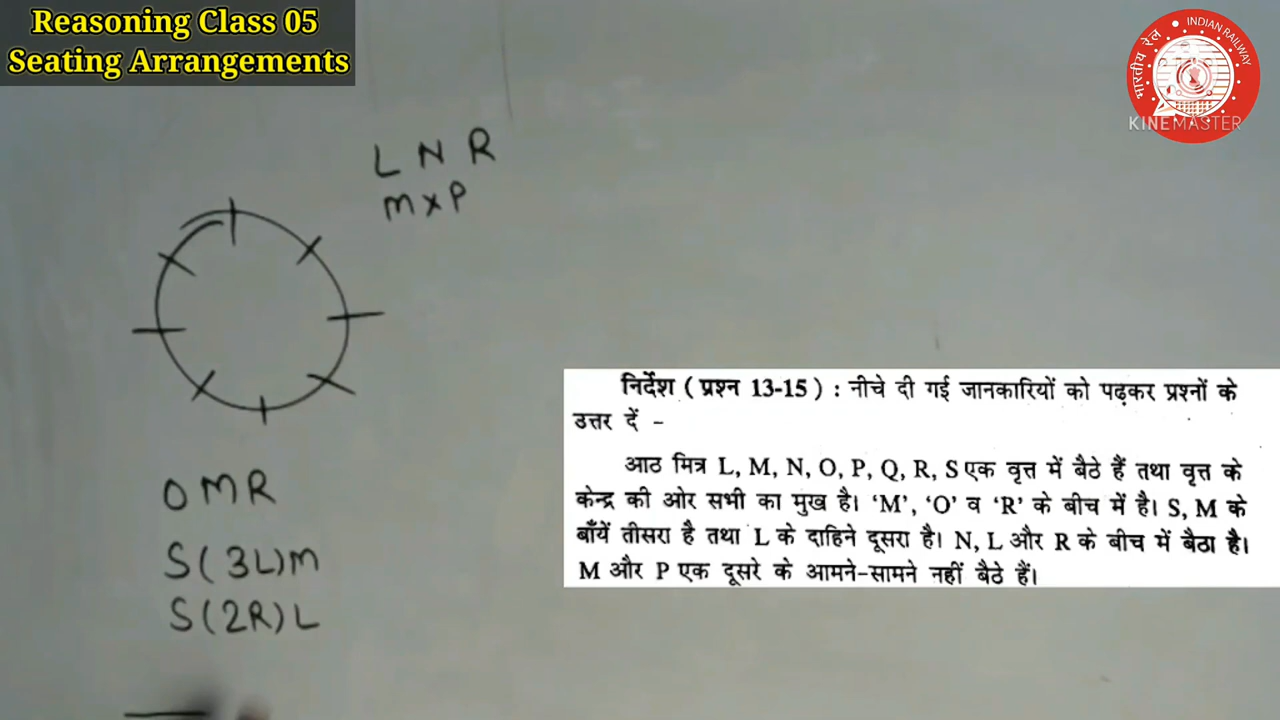 Reasoning Class 05
Seating Arrangements
भारतीय रेल
INDIAN RAILWAY
KINEMASTER
L N R
M X P
O M R
S(3L)M
S(2R)L
निर्देश ( प्रश्न 13-15 ) : नीचे दी गई जानकारियों को पढ़कर प्रश्नों के
उत्तर दें –
आठ मित्र L, M, N, O, P, Q, R, S एक वृत्त में बैठे हैं तथा वृत्त के
केन्द्र की ओर सभी का मुख है। ‘M’, ‘O’ व ‘R’ के बीच में है। S, M के
बाँयें तीसरा है तथा L के दाहिने दूसरा है। N, L और R के बीच में बैठा है।
M और P एक दूसरे के आमने-सामने नहीं बैठे हैं।